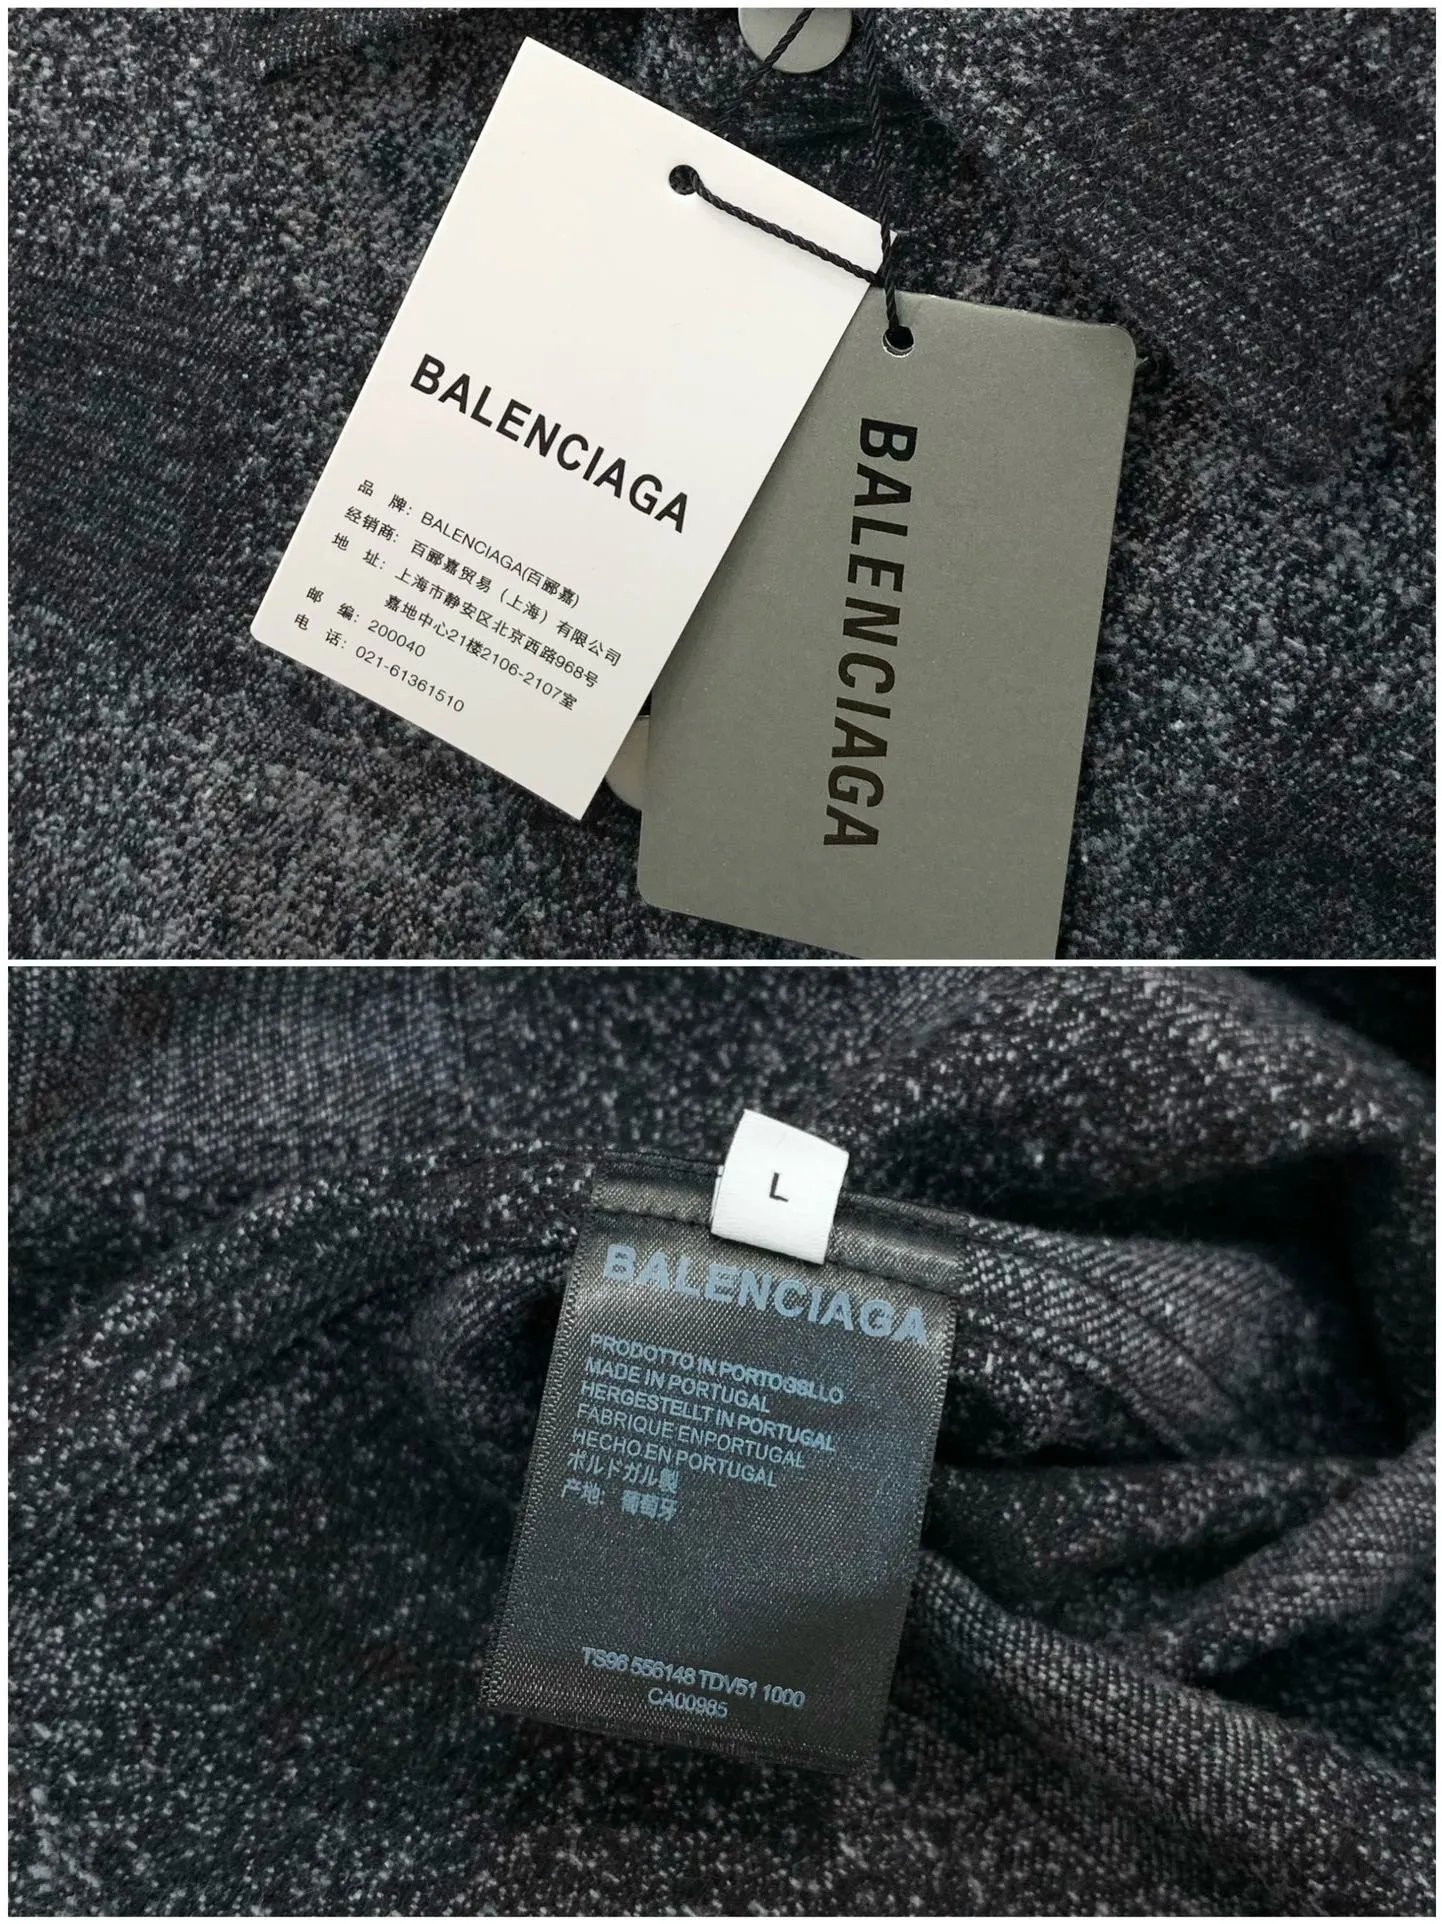 BALENCIAGA
品 牌: BALENCIAGA(百郦嘉)
经销商: 百郦嘉贸易（上海）有限公司
地 址: 上海市静安区北京西路968号
嘉地中心21楼2106-2107室
邮 编: 200040
电 话: 021-61361510
BALENCIAGA
L
BALENCIAGA
PRODOTTO IN PORTOGSLLO
MADE IN PORTUGAL
HERGESTELLT IN PORTUGAL
FABRIQUE ENPORTUGAL
HECHO EN PORTUGAL
ボルドガル製
产地: 葡萄牙
TS96 556148 TDV51 1000
CA00985